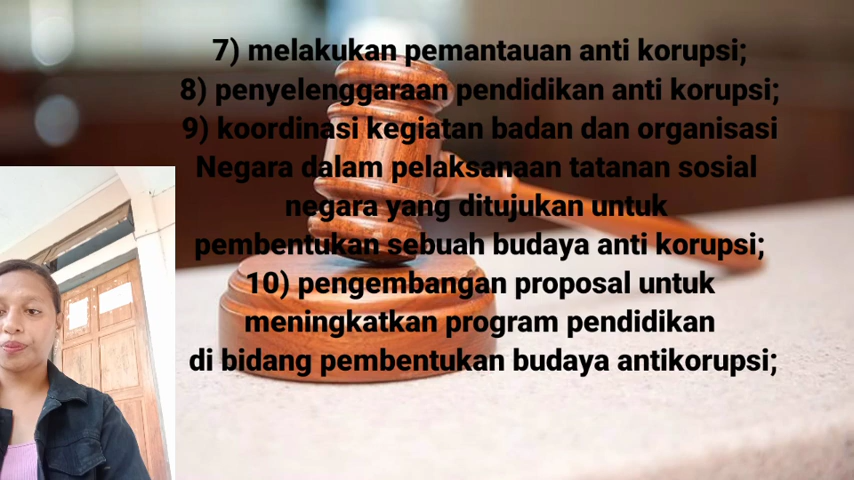 7) melakukan pemantauan anti korupsi;
8) penyelenggaraan pendidikan anti korupsi;
9) koordinasi kegiatan badan dan organisasi
Negara dalam pelaksanaan tatanan sosial
negara yang ditujukan untuk
pembentukan sebuah budaya anti korupsi;
10) pengembangan proposal untuk
meningkatkan program pendidikan
di bidang pembentukan budaya antikorupsi;